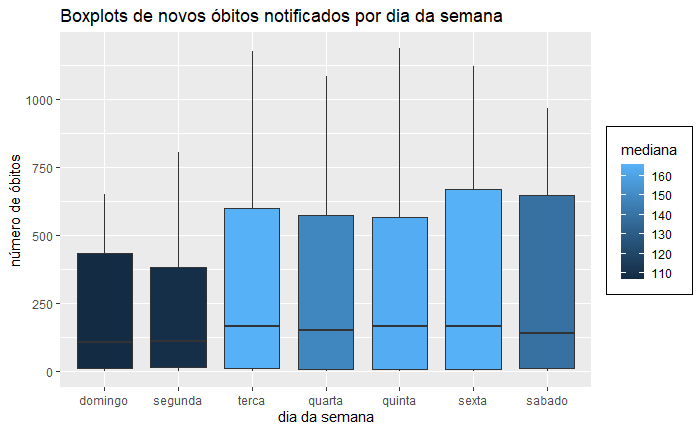 Boxplots de novos óbitos notificados por dia da semana
número de óbitos
1000
750
500
250
0
domingo segunda terca quarta quinta sexta sabado
dia da semana
mediana
160
150
140
130
120
110